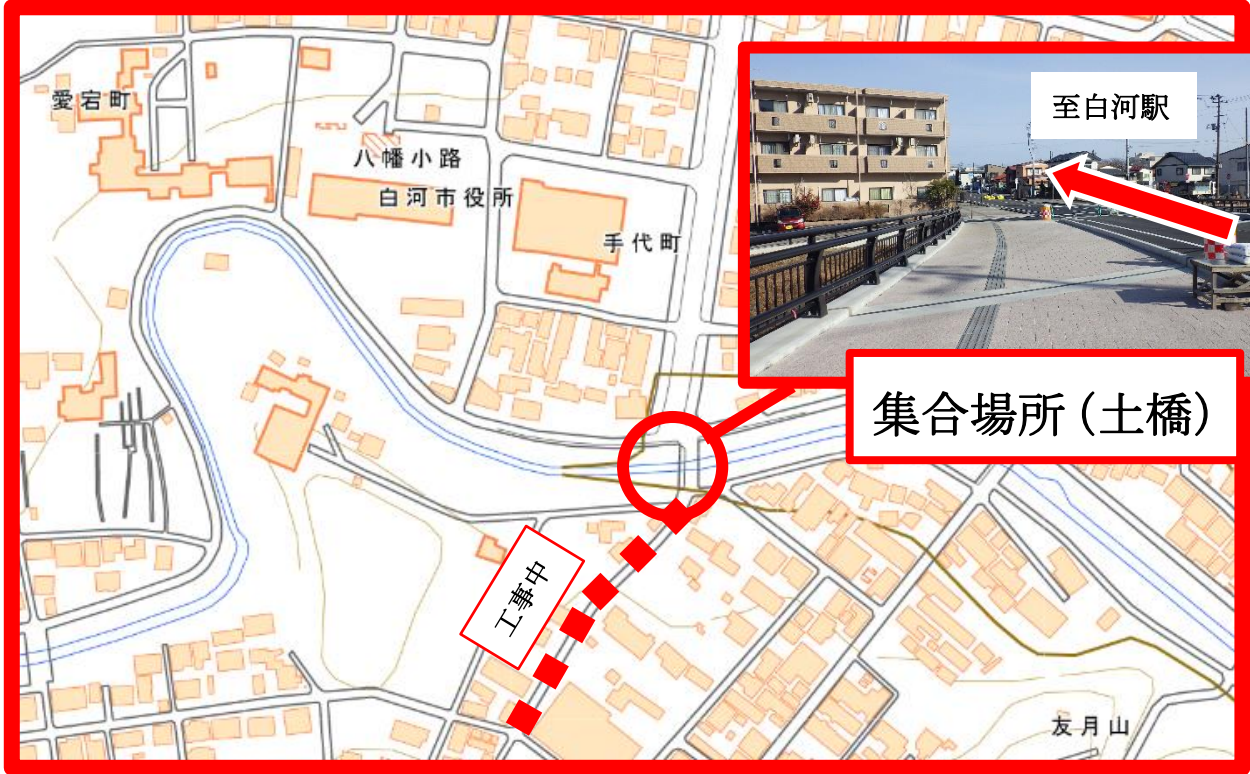 愛宕町
八幡小路
白河市役所
手代町
至白河駅
集合場所（土橋）
工事中
友月山